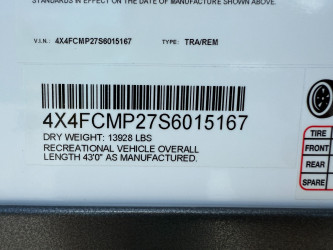 STANDARDS IN EFFECT ON THE DATE OF MANUFACTURE SHOWN ABOVE.
V.I.N.: 4X4FCMP27S6015167 TYPE: TRA/REM
4X4FCMP27S6015167
DRY WEIGHT: 13928 LBS
RECREATIONAL VEHICLE OVERALL
LENGTH 43'0" AS MANUFACTURED.
TIRE
FRONT
REAR
SPARE